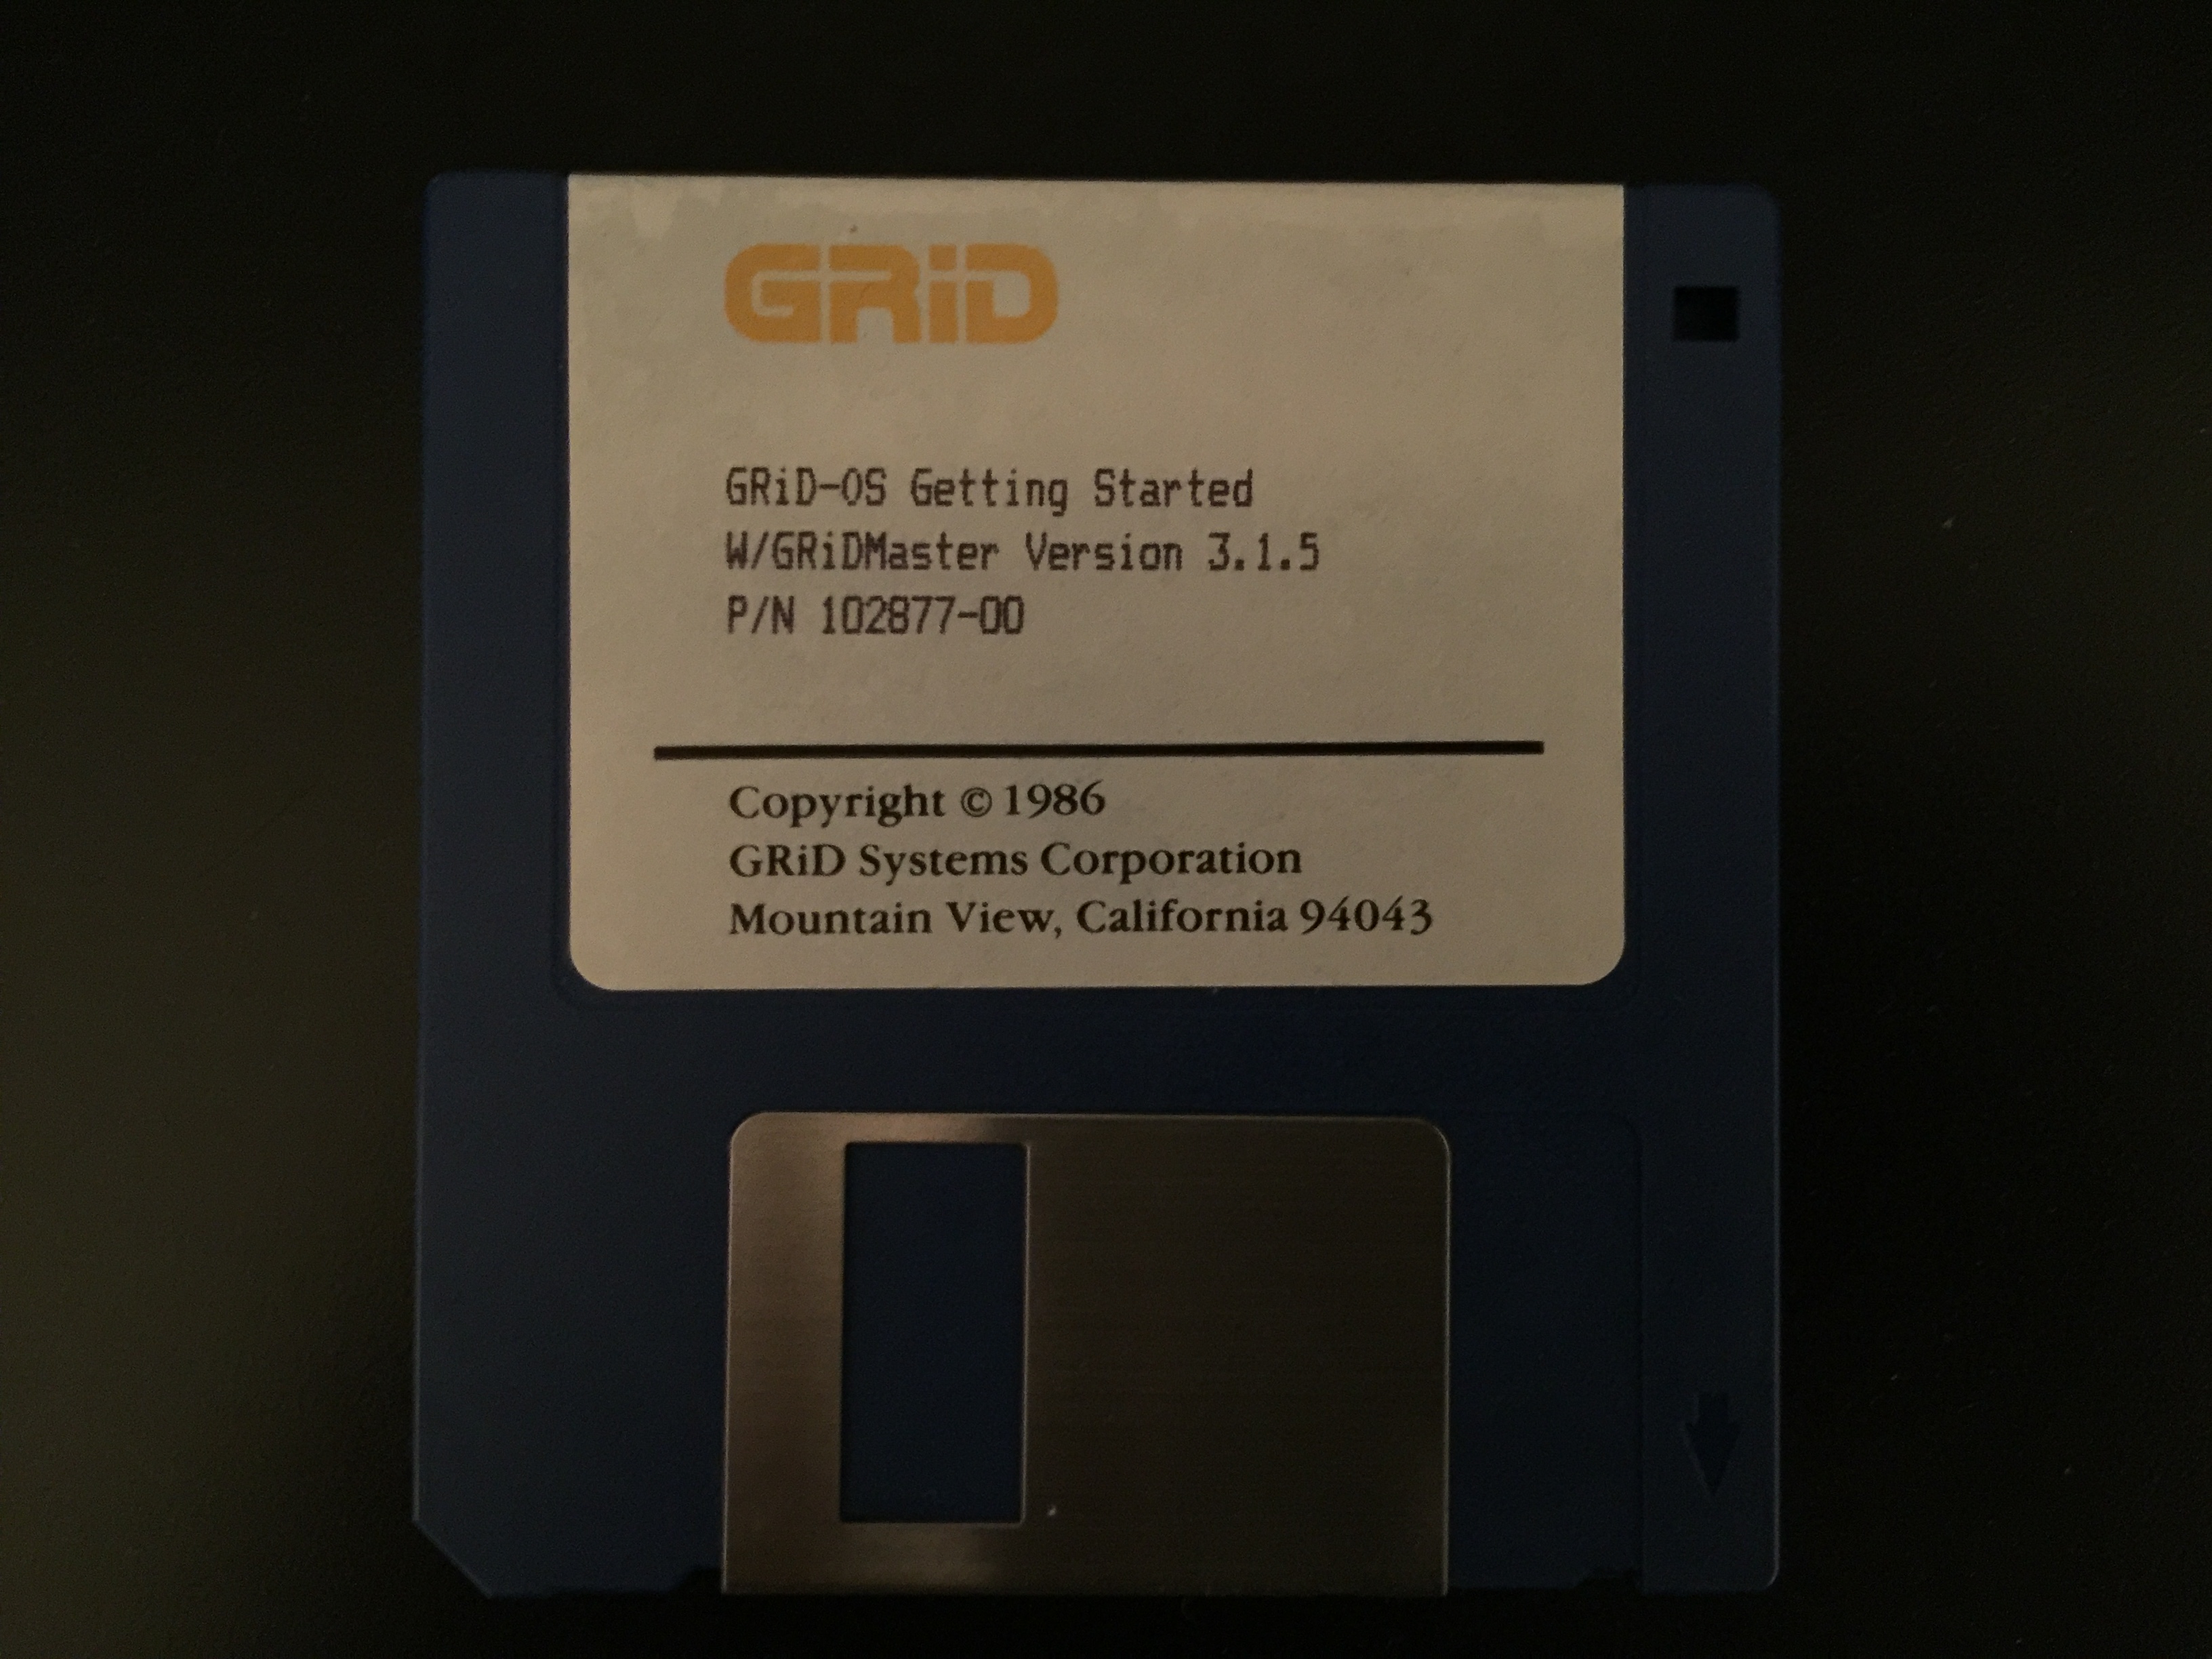 GRiD
GRiD-OS Getting Started
W/GRiDMaster Version 3.1.5
P/N 102877-00
Copyright © 1986
GRiD Systems Corporation
Mountain View, California 94043